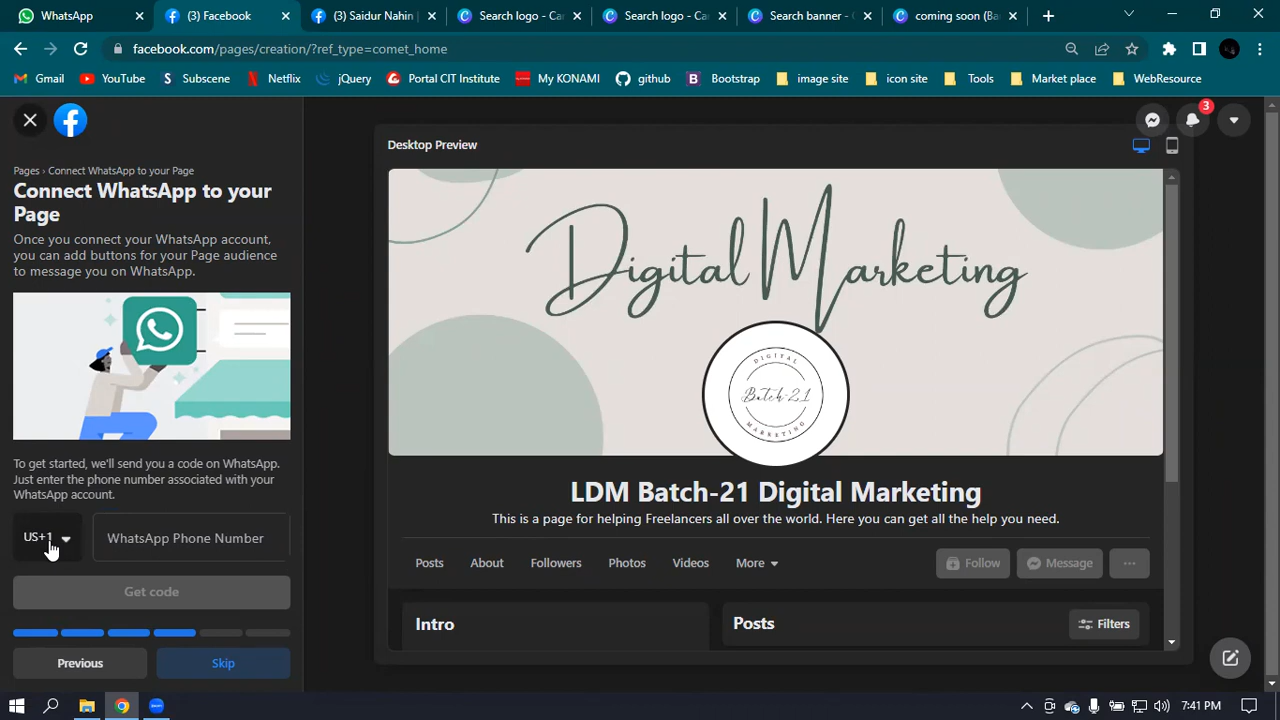 WhatsApp
(3) Facebook
(3) Saidur Nahin
Search logo - Can
Search logo - Can
Search banner - C
coming soon (Ba
facebook.com/pages/creation/?ref_type=comet_home
Gmail
YouTube
Subscene
Netflix
jQuery
Portal CIT Institute
My KONAMI
github
Bootstrap
image site
icon site
Tools
Market place
WebResource
3
Pages › Connect WhatsApp to your Page
Connect WhatsApp to your
Page
Once you connect your WhatsApp account,
you can add buttons for your Page audience
to message you on WhatsApp.
To get started, we'll send you a code on WhatsApp.
Just enter the phone number associated with your
WhatsApp account.
US+1
WhatsApp Phone Number
Get code
Previous
Skip
Desktop Preview
Digital Marketing
DIGITAL
Batch-21
MARKETING
LDM Batch-21 Digital Marketing
This is a page for helping Freelancers all over the world. Here you can get all the help you need.
Posts
About
Followers
Photos
Videos
More
Follow
Message
Intro
Posts
Filters
7:41 PM